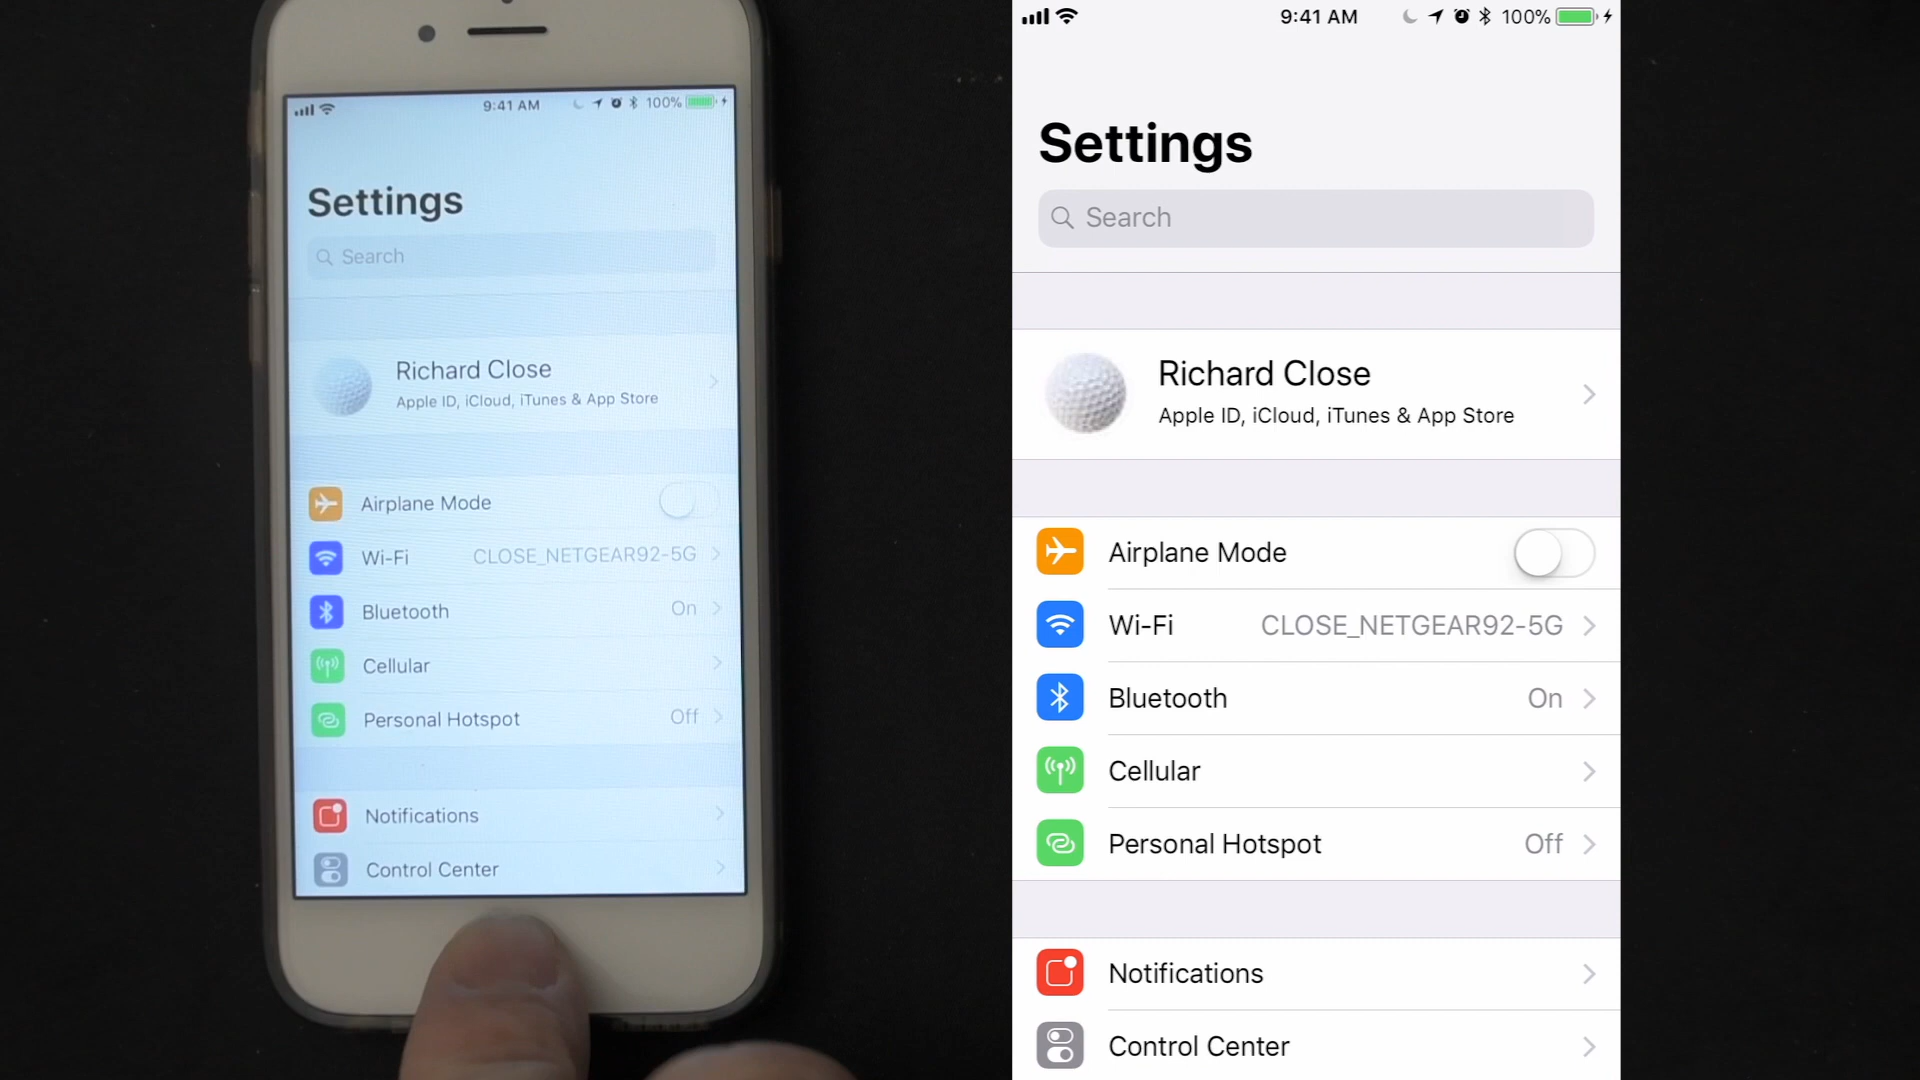 9:41 AM 100%
Settings
Search
Richard Close
Apple ID, iCloud, iTunes & App Store
Airplane Mode
Wi-Fi CLOSE_NETGEAR92-5G
Bluetooth On
Cellular
Personal Hotspot Off
Notifications
Control Center
9:41 AM 100%
Settings
Search
Richard Close
Apple ID, iCloud, iTunes & App Store
Airplane Mode
Wi-Fi CLOSE_NETGEAR92-5G
Bluetooth On
Cellular
Personal Hotspot Off
Notifications
Control Center